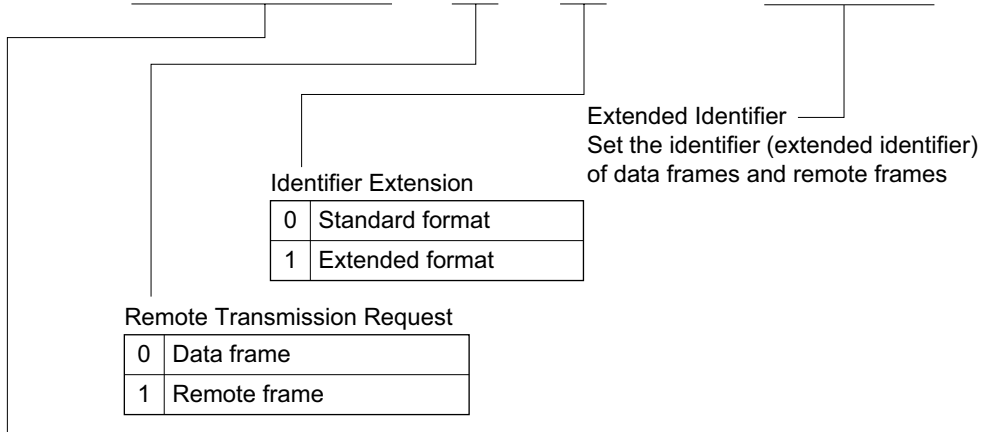 Extended Identifier
Set the identifier (extended identifier)
of data frames and remote frames
Identifier Extension
0 Standard format
1 Extended format
Remote Transmission Request
0 Data frame
1 Remote frame